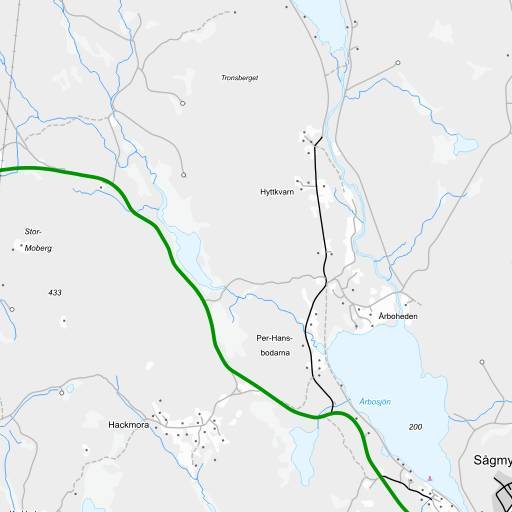 Tronsberget
Hyttkvarn
Stor-
Moberg
433
Årboheden
Per-Hans-
bodarna
Årbosjön
Hackmora
200
Sågmy